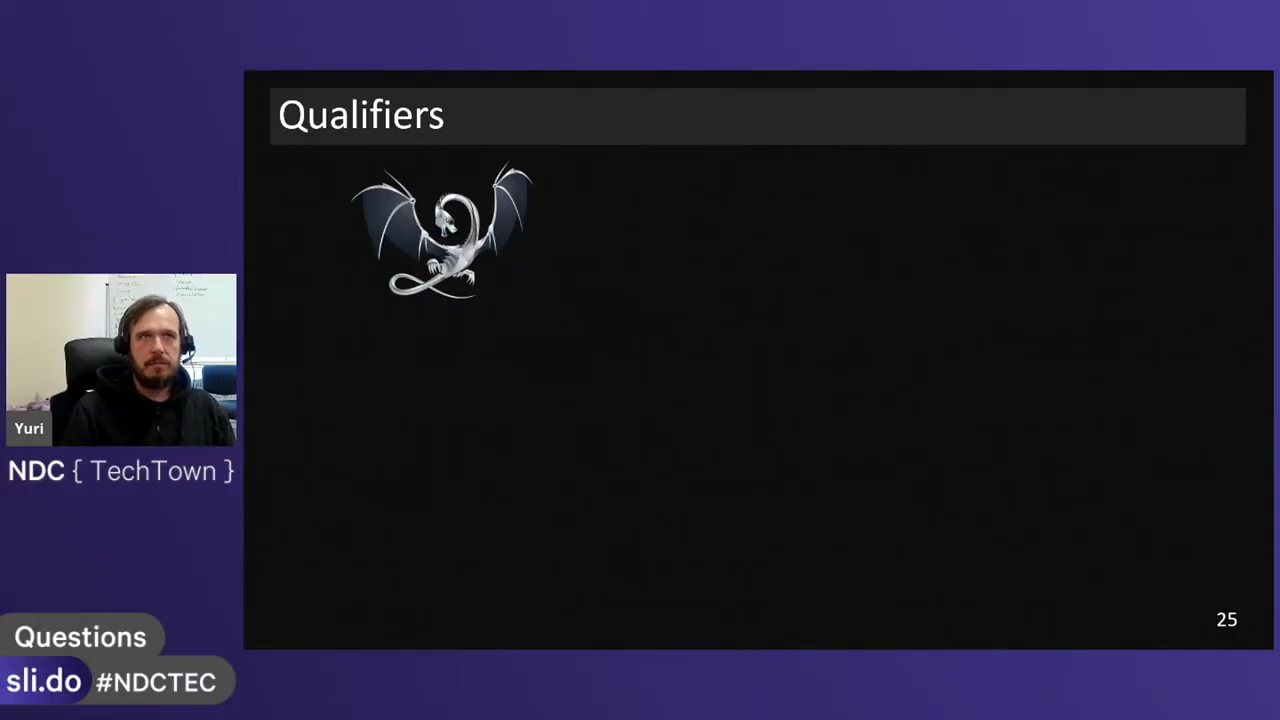 Qualifiers
Yuri
NDC { TechTown }
25
Questions
sli.do #NDCTEC